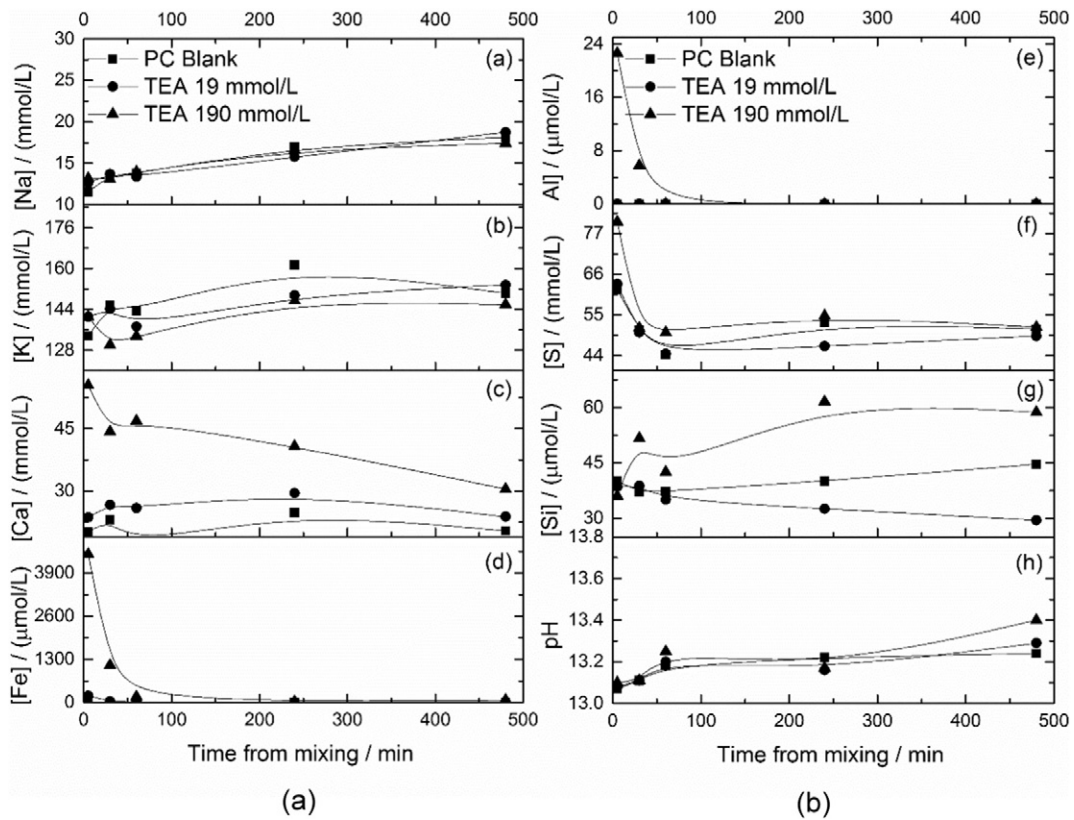 0 100 200 300 400 500
30
25
20
15
10
[Na] / (mmol/L)
(a)
PC Blank
TEA 19 mmol/L
TEA 190 mmol/L
176
160
144
128
[K] / (mmol/L)
(b)
45
30
[Ca] / (mmol/L)
(c)
3900
2600
1300
0
[Fe] / (μmol/L)
(d)
0 100 200 300 400 500
Time from mixing / min
(a)
0 100 200 300 400 500
24
16
8
0
Al] / (μmol/L)
(e)
PC Blank
TEA 19 mmol/L
TEA 190 mmol/L
77
66
55
44
[S] / (mmol/L)
(f)
60
45
30
[Si] / (μmol/L)
(g)
13.8
13.6
13.4
13.2
13.0
pH
(h)
0 100 200 300 400 500
Time from mixing / min
(b)